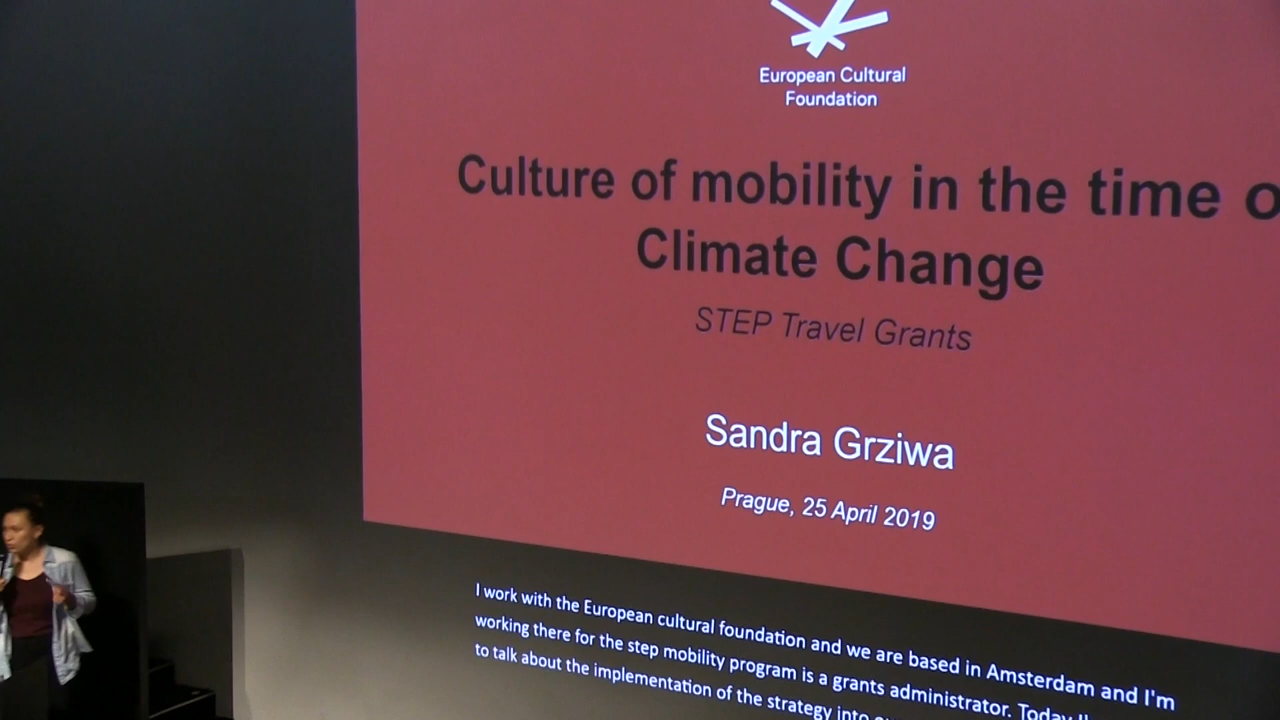 European Cultural
Foundation
Culture of mobility in the time
Climate Change
STEP Travel Grants
Sandra Grziwa
Prague, 25 April 2019
I work with the European cultural foundation and we are based in Amsterdam and I'm
working there for the step mobility program is a grants administrator. Today
to talk about the implementation of the strategy into